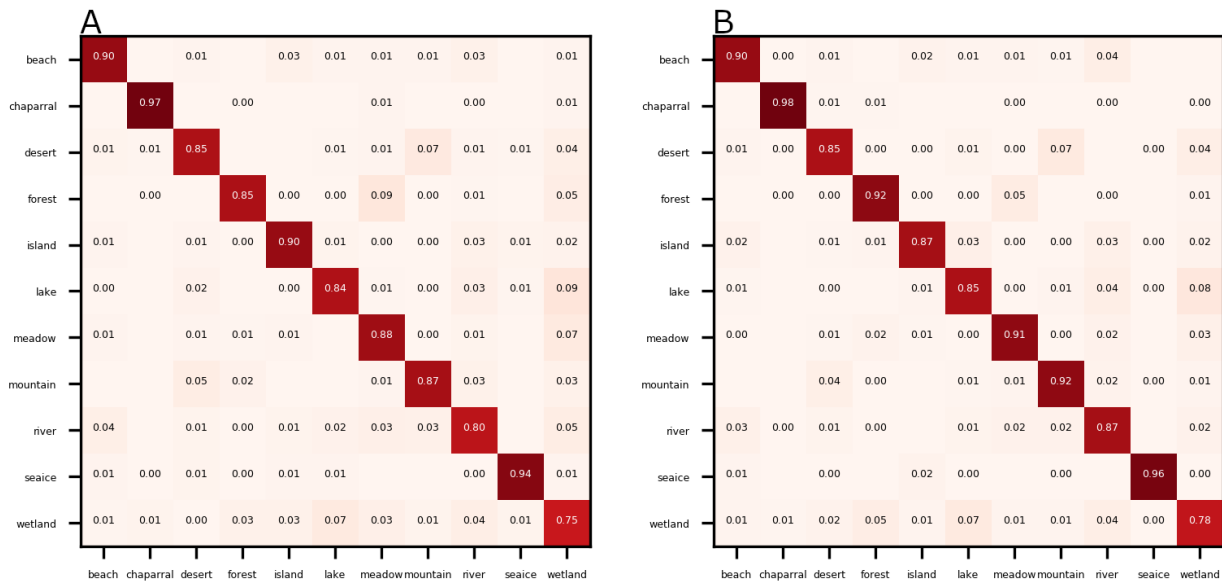 A
beach 0.90 0.01 0.03 0.01 0.01 0.01 0.03 0.01
chaparral 0.97 0.00 0.01 0.00 0.01
desert 0.01 0.01 0.85 0.01 0.01 0.07 0.01 0.01 0.04
forest 0.00 0.85 0.00 0.00 0.09 0.01 0.05
island 0.01 0.01 0.00 0.90 0.01 0.00 0.00 0.03 0.01 0.02
lake 0.00 0.02 0.00 0.84 0.01 0.00 0.03 0.01 0.09
meadow 0.01 0.01 0.01 0.01 0.88 0.00 0.01 0.07
mountain 0.05 0.02 0.01 0.87 0.03 0.03
river 0.04 0.01 0.00 0.01 0.02 0.03 0.03 0.80 0.05
seaice 0.01 0.00 0.01 0.00 0.01 0.01 0.00 0.94 0.01
wetland 0.01 0.01 0.00 0.03 0.03 0.07 0.03 0.01 0.04 0.01 0.75
beach chaparral desert forest island lake meadow mountain river seaice wetland
B
beach 0.90 0.00 0.01 0.02 0.01 0.01 0.01 0.04
chaparral 0.98 0.01 0.01 0.00 0.00 0.00
desert 0.01 0.00 0.85 0.00 0.00 0.01 0.00 0.07 0.00 0.04
forest 0.00 0.00 0.92 0.00 0.00 0.05 0.00 0.01
island 0.02 0.01 0.01 0.87 0.03 0.00 0.00 0.03 0.00 0.02
lake 0.01 0.00 0.01 0.85 0.00 0.01 0.04 0.00 0.08
meadow 0.00 0.01 0.02 0.01 0.00 0.91 0.00 0.02 0.03
mountain 0.04 0.00 0.01 0.01 0.92 0.02 0.00 0.01
river 0.03 0.00 0.01 0.00 0.01 0.02 0.02 0.87 0.02
seaice 0.01 0.00 0.02 0.00 0.00 0.96 0.00
wetland 0.01 0.01 0.02 0.05 0.01 0.07 0.01 0.01 0.04 0.00 0.78
beach chaparral desert forest island lake meadow mountain river seaice wetland